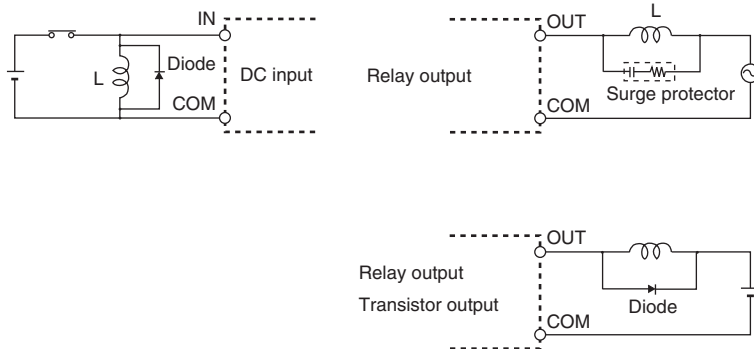 IN
L
Diode
DC input
COM
OUT
L
Relay output
Surge protector
COM
OUT
Relay output
Transistor output
Diode
COM